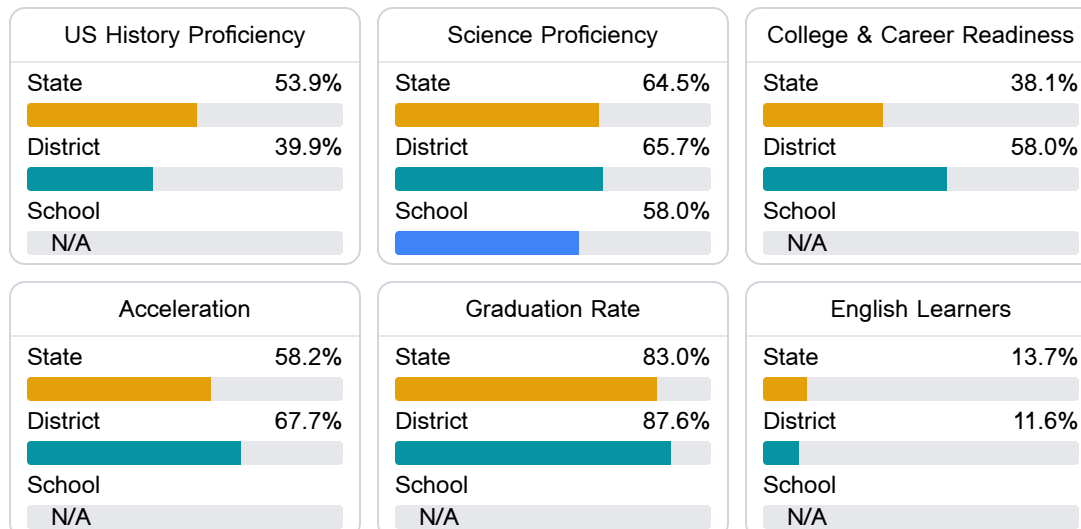 US History Proficiency
State 53.9%
District 39.9%
School
N/A
Science Proficiency
State 64.5%
District 65.7%
School 58.0%
College & Career Readiness
State 38.1%
District 58.0%
School
N/A
Acceleration
State 58.2%
District 67.7%
School
N/A
Graduation Rate
State 83.0%
District 87.6%
School
N/A
English Learners
State 13.7%
District 11.6%
School
N/A